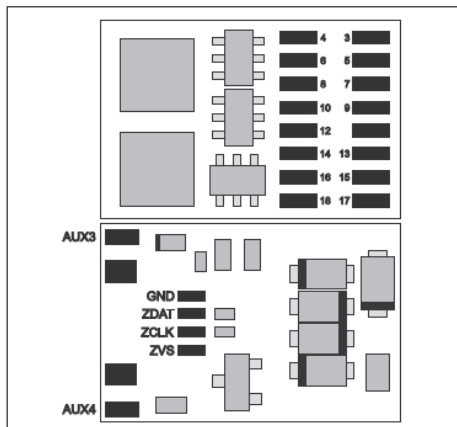 4 3
6 5
8 7
10 9
12
14 13
16 15
18 17
AUX3
GND
ZDAT
ZCLK
ZVS
AUX4